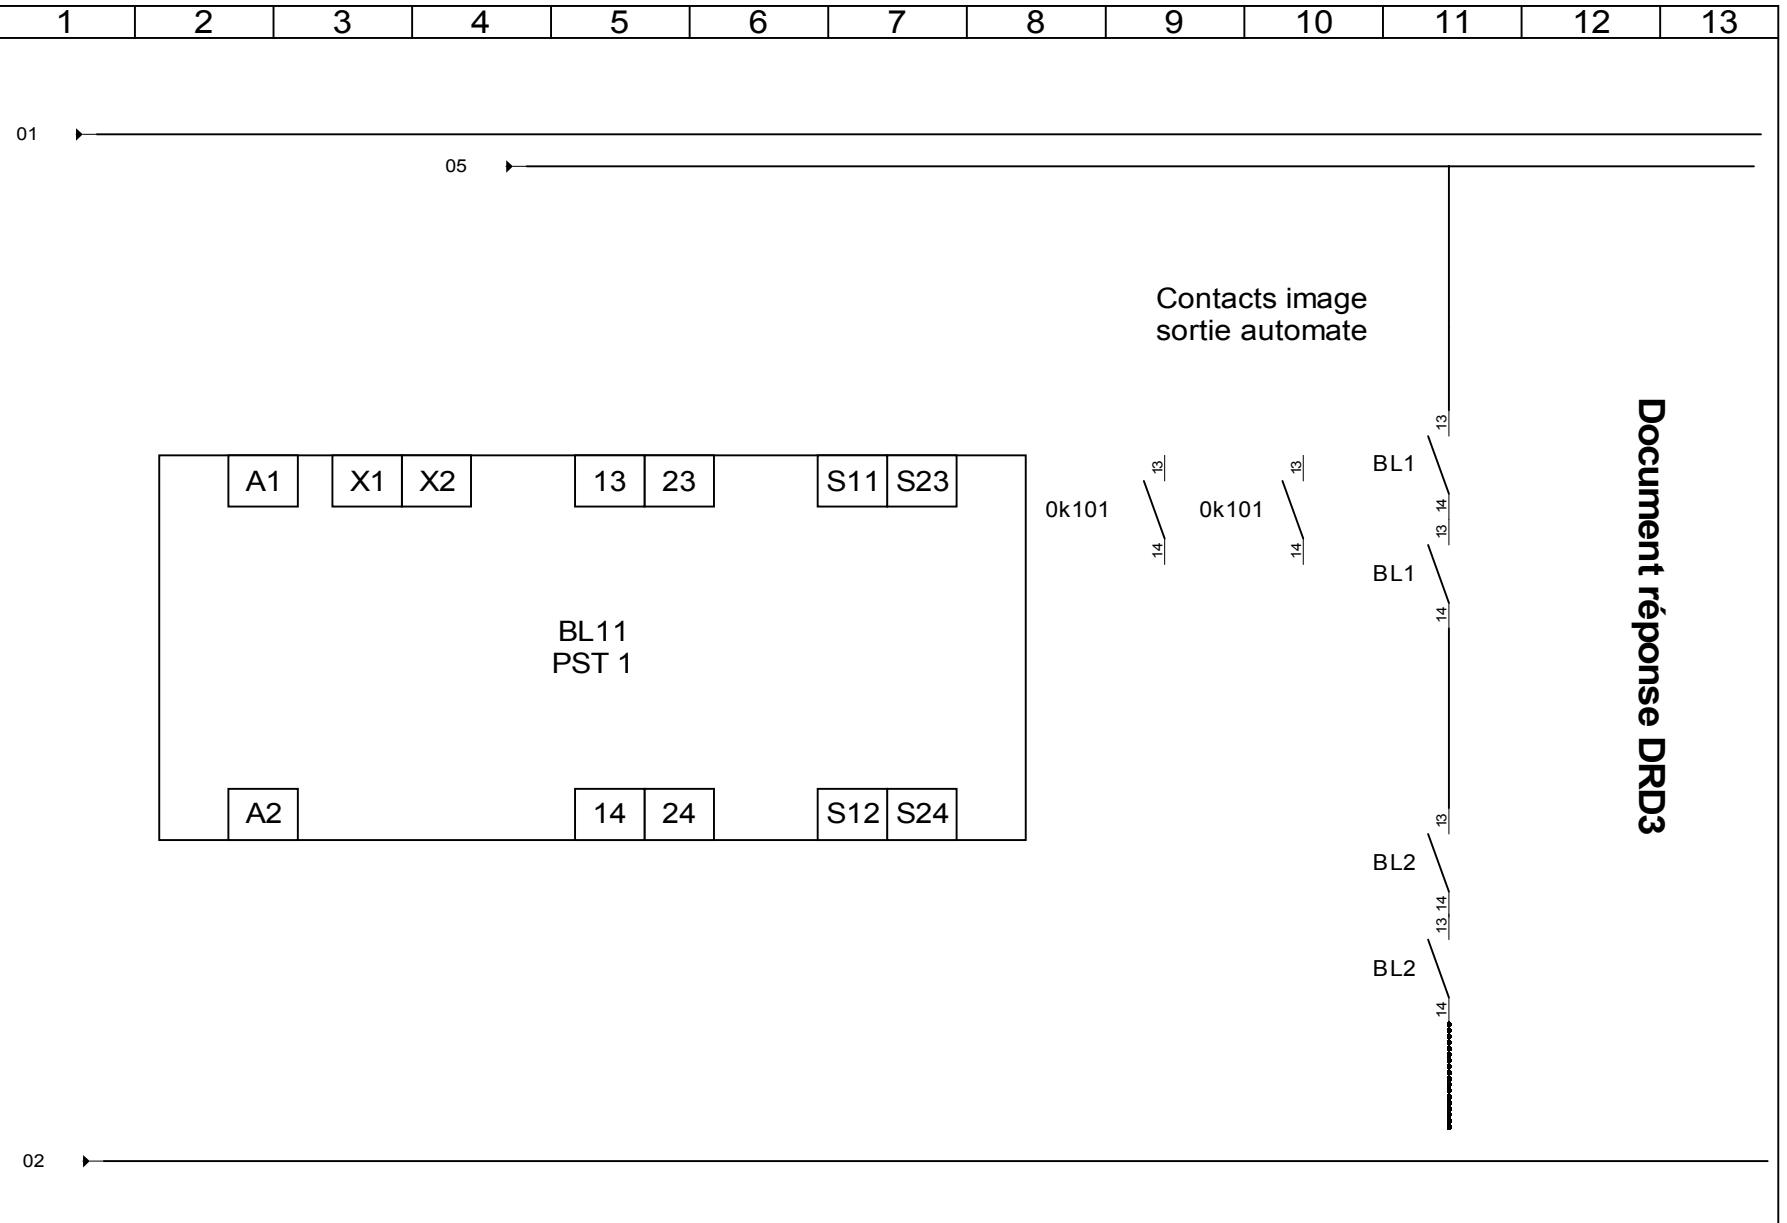 1 2 3 4 5 6 7 8 9 10 11 12 13
01
05
Contacts image
sortie automate
Document réponse DRD3
A1 X1 X2 13 23 S11 S23
0k101 13 14
0k101 13 14
BL1 13 14
BL1 13 14
BL11
PST 1
A2 14 24 S12 S24
BL2 13 14
BL2 13 14
02